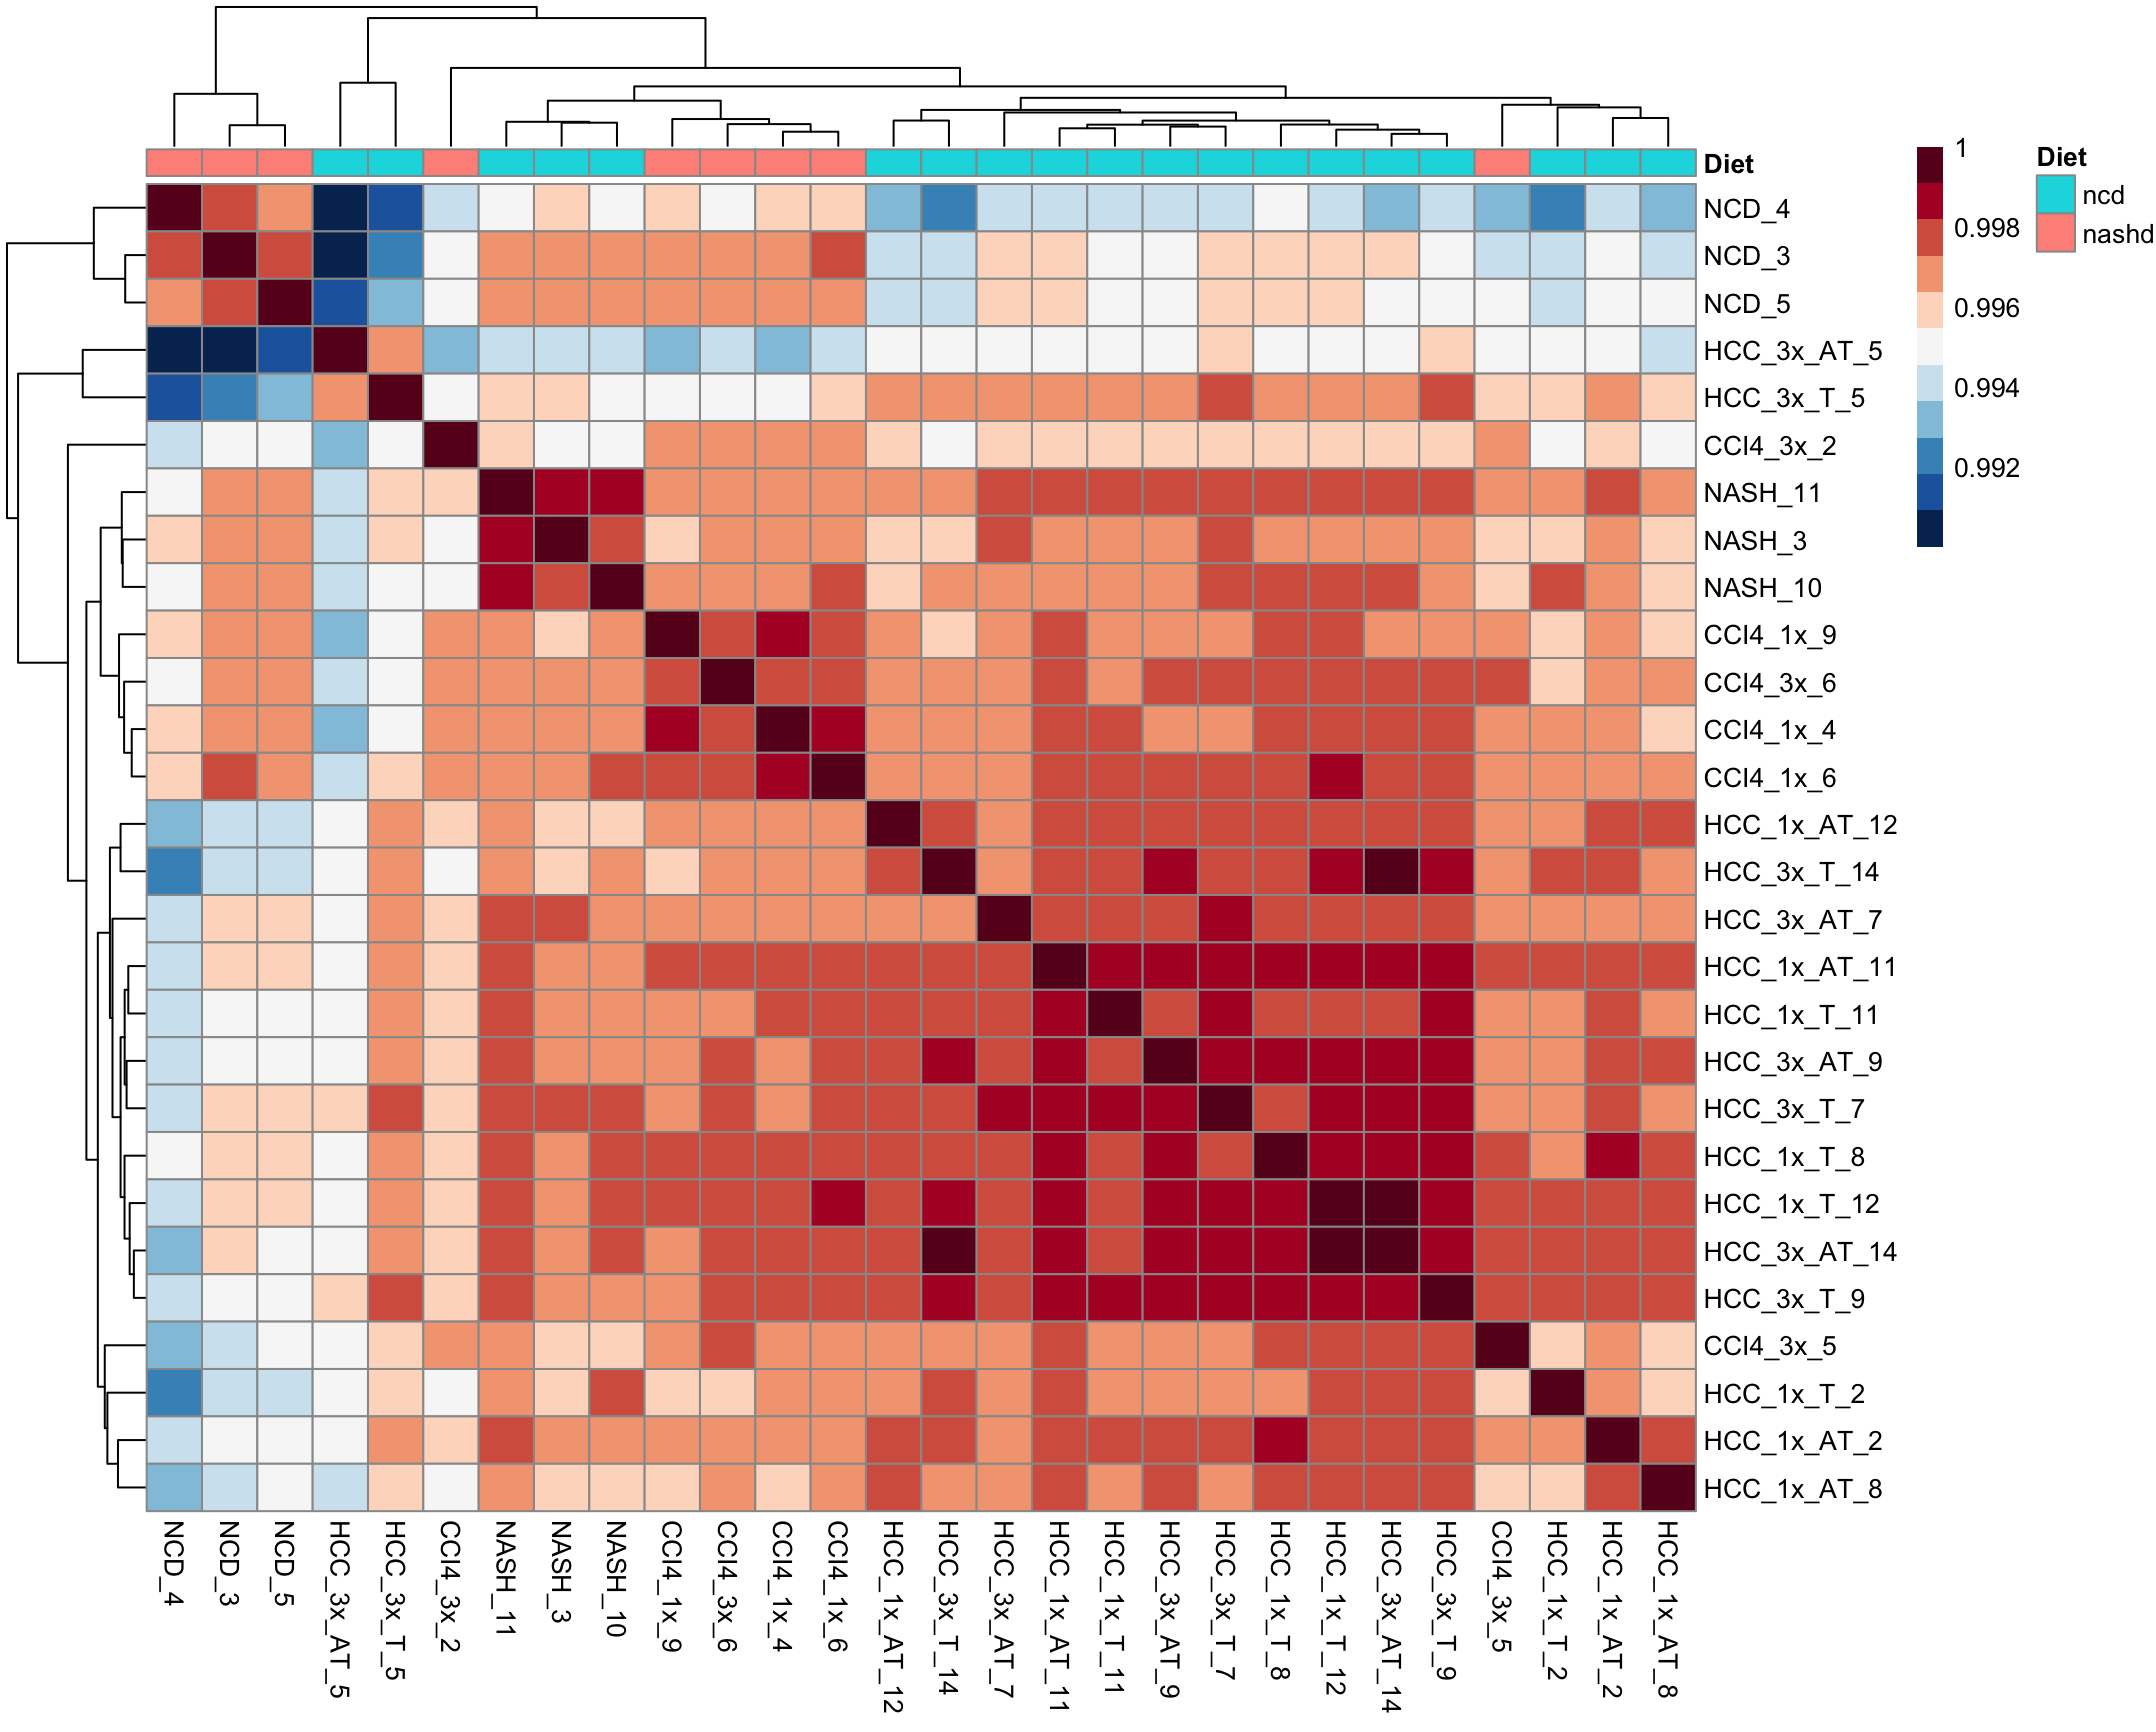 Diet
NCD_4
NCD_3
NCD_5
HCC_3x_AT_5
HCC_3x_T_5
CCl4_3x_2
NASH_11
NASH_3
NASH_10
CCl4_1x_9
CCl4_3x_6
CCl4_1x_4
CCl4_1x_6
HCC_1x_AT_12
HCC_3x_T_14
HCC_3x_AT_7
HCC_1x_AT_11
HCC_1x_T_11
HCC_3x_AT_9
HCC_3x_T_7
HCC_1x_T_8
HCC_1x_T_12
HCC_3x_AT_14
HCC_3x_T_9
CCl4_3x_5
HCC_1x_T_2
HCC_1x_AT_2
HCC_1x_AT_8
1
0.998
0.996
0.994
0.992
Diet
ncd
nashd
NCD_4
NCD_3
NCD_5
HCC_3x_AT_5
HCC_3x_T_5
CCl4_3x_2
NASH_11
NASH_3
NASH_10
CCl4_1x_9
CCl4_3x_6
CCl4_1x_4
CCl4_1x_6
HCC_1x_AT_12
HCC_3x_T_14
HCC_3x_AT_7
HCC_1x_AT_11
HCC_1x_T_11
HCC_3x_AT_9
HCC_3x_T_7
HCC_1x_T_8
HCC_1x_T_12
HCC_3x_AT_14
HCC_3x_T_9
CCl4_3x_5
HCC_1x_T_2
HCC_1x_AT_2
HCC_1x_AT_8